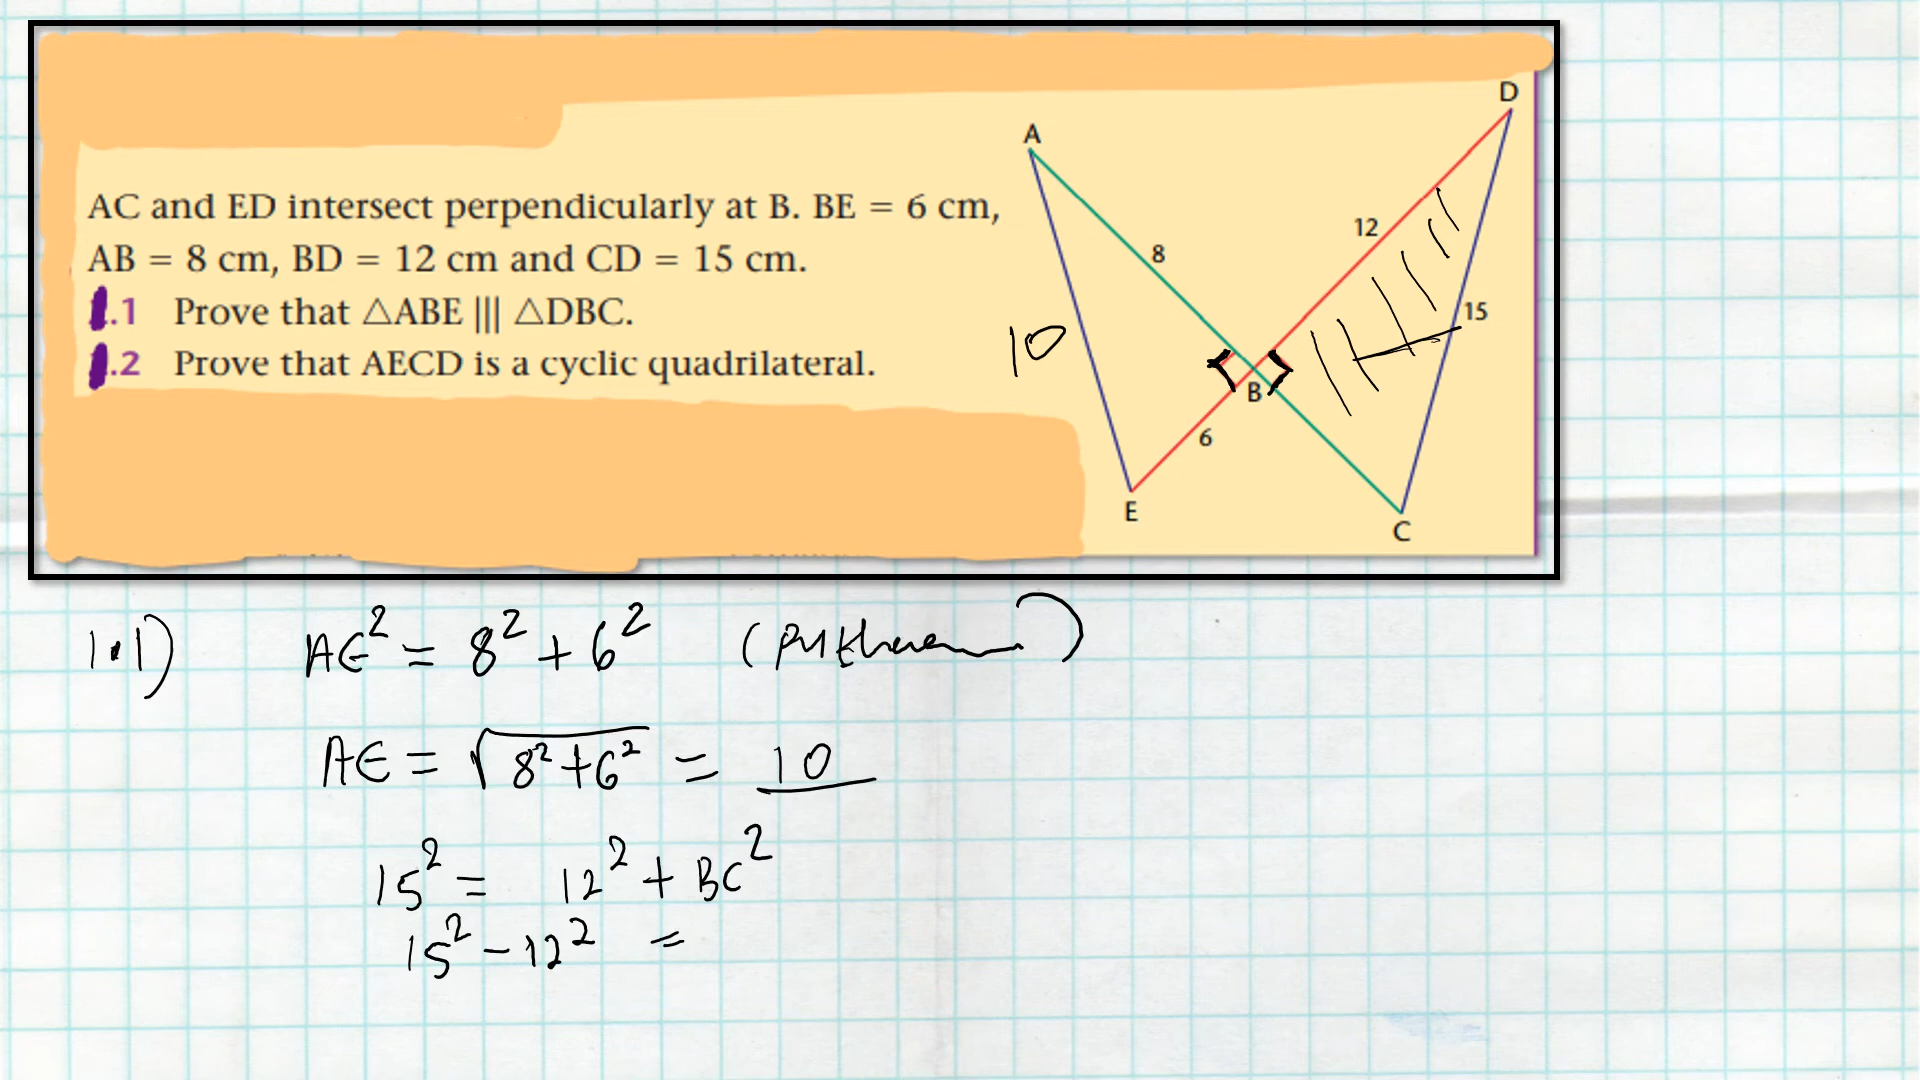 AC and ED intersect perpendicularly at B. BE = 6 cm,
AB = 8 cm, BD = 12 cm and CD = 15 cm.
.1 Prove that △ABE ||| △DBC.
.2 Prove that AECD is a cyclic quadrilateral.
A
D
8
12
15
10
B
6
E
C
1.1) AE² = 8² + 6²
AE = √8²+6² = 10
15² = 12² + BC²
15² - 12² =